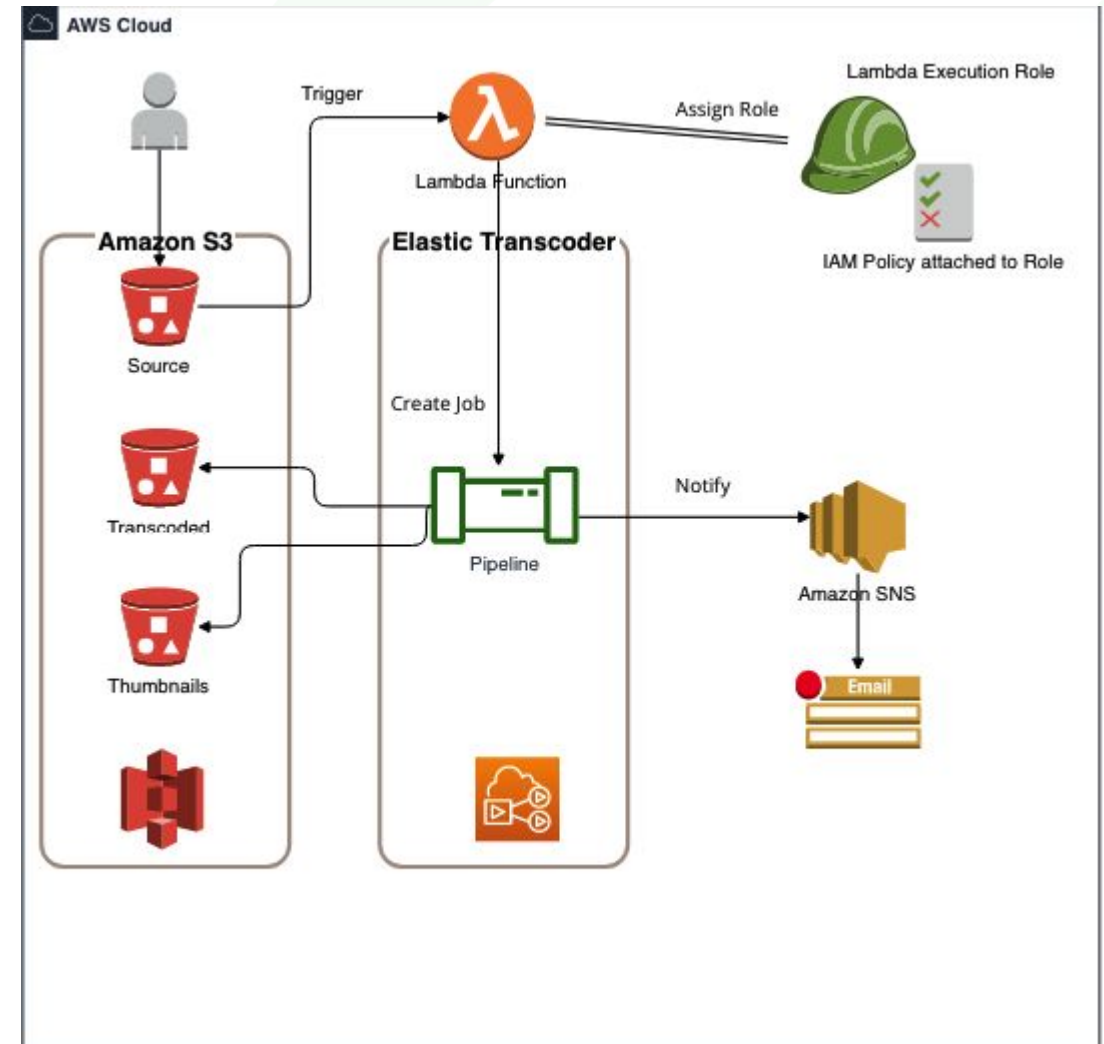 AWS Cloud
Lambda Execution Role
Trigger
Assign Role
Lambda Function
Amazon S3
Elastic Transcoder
IAM Policy attached to Role
Source
Create Job
Notify
Transcoded
Pipeline
Amazon SNS
Thumbnails
Email